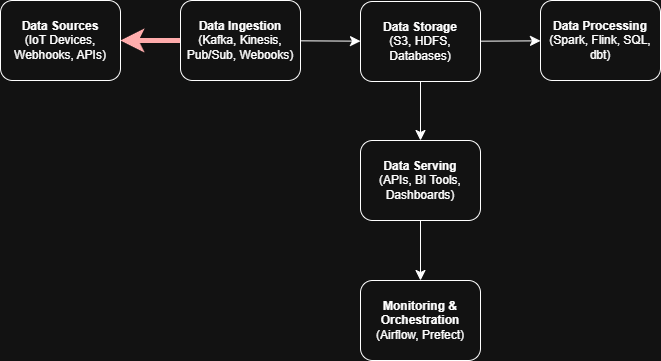 Data Sources
(IoT Devices,
Webhooks, APIs)
Data Ingestion
(Kafka, Kinesis,
Pub/Sub, Webooks)
Data Storage
(S3, HDFS,
Databases)
Data Processing
(Spark, Flink, SQL,
dbt)
Data Serving
(APIs, BI Tools,
Dashboards)
Monitoring &
Orchestration
(Airflow, Prefect)